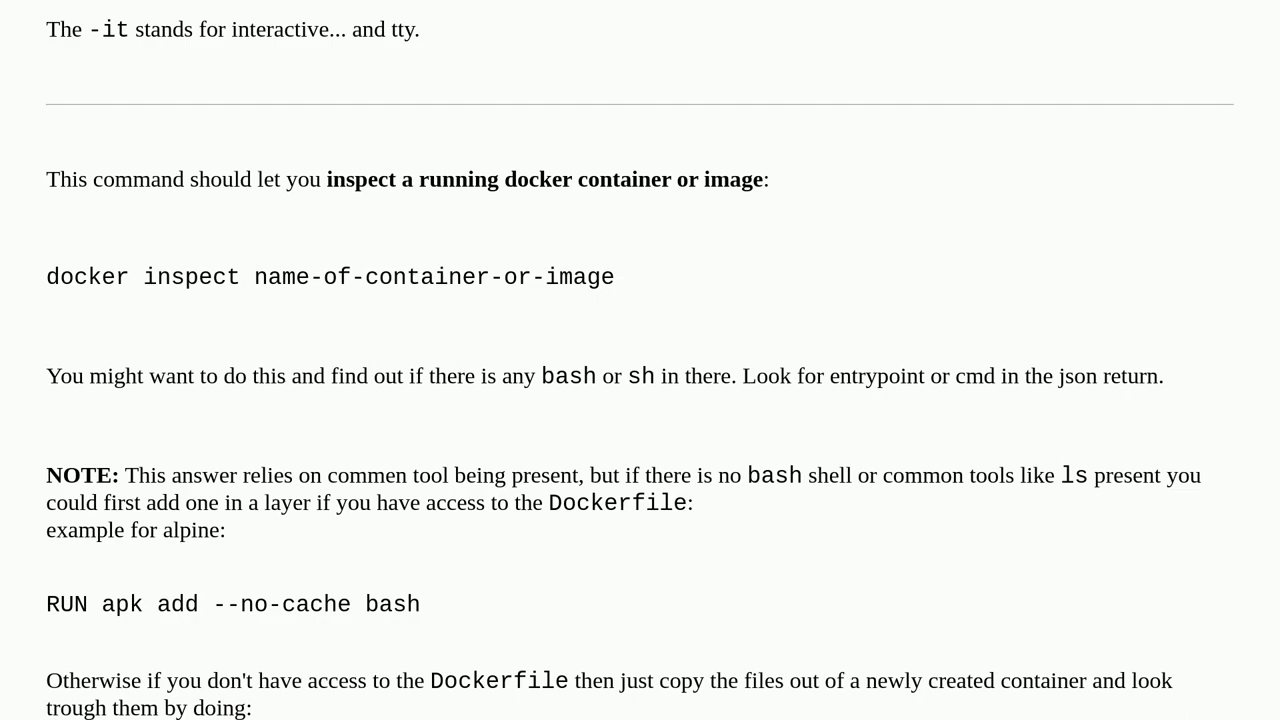 The -it stands for interactive... and tty.
This command should let you inspect a running docker container or image:
docker inspect name-of-container-or-image
You might want to do this and find out if there is any bash or sh in there. Look for entrypoint or cmd in the json return.
NOTE: This answer relies on commen tool being present, but if there is no bash shell or common tools like ls present you
could first add one in a layer if you have access to the Dockerfile:
example for alpine:
RUN apk add --no-cache bash
Otherwise if you don't have access to the Dockerfile then just copy the files out of a newly created container and look
trough them by doing: